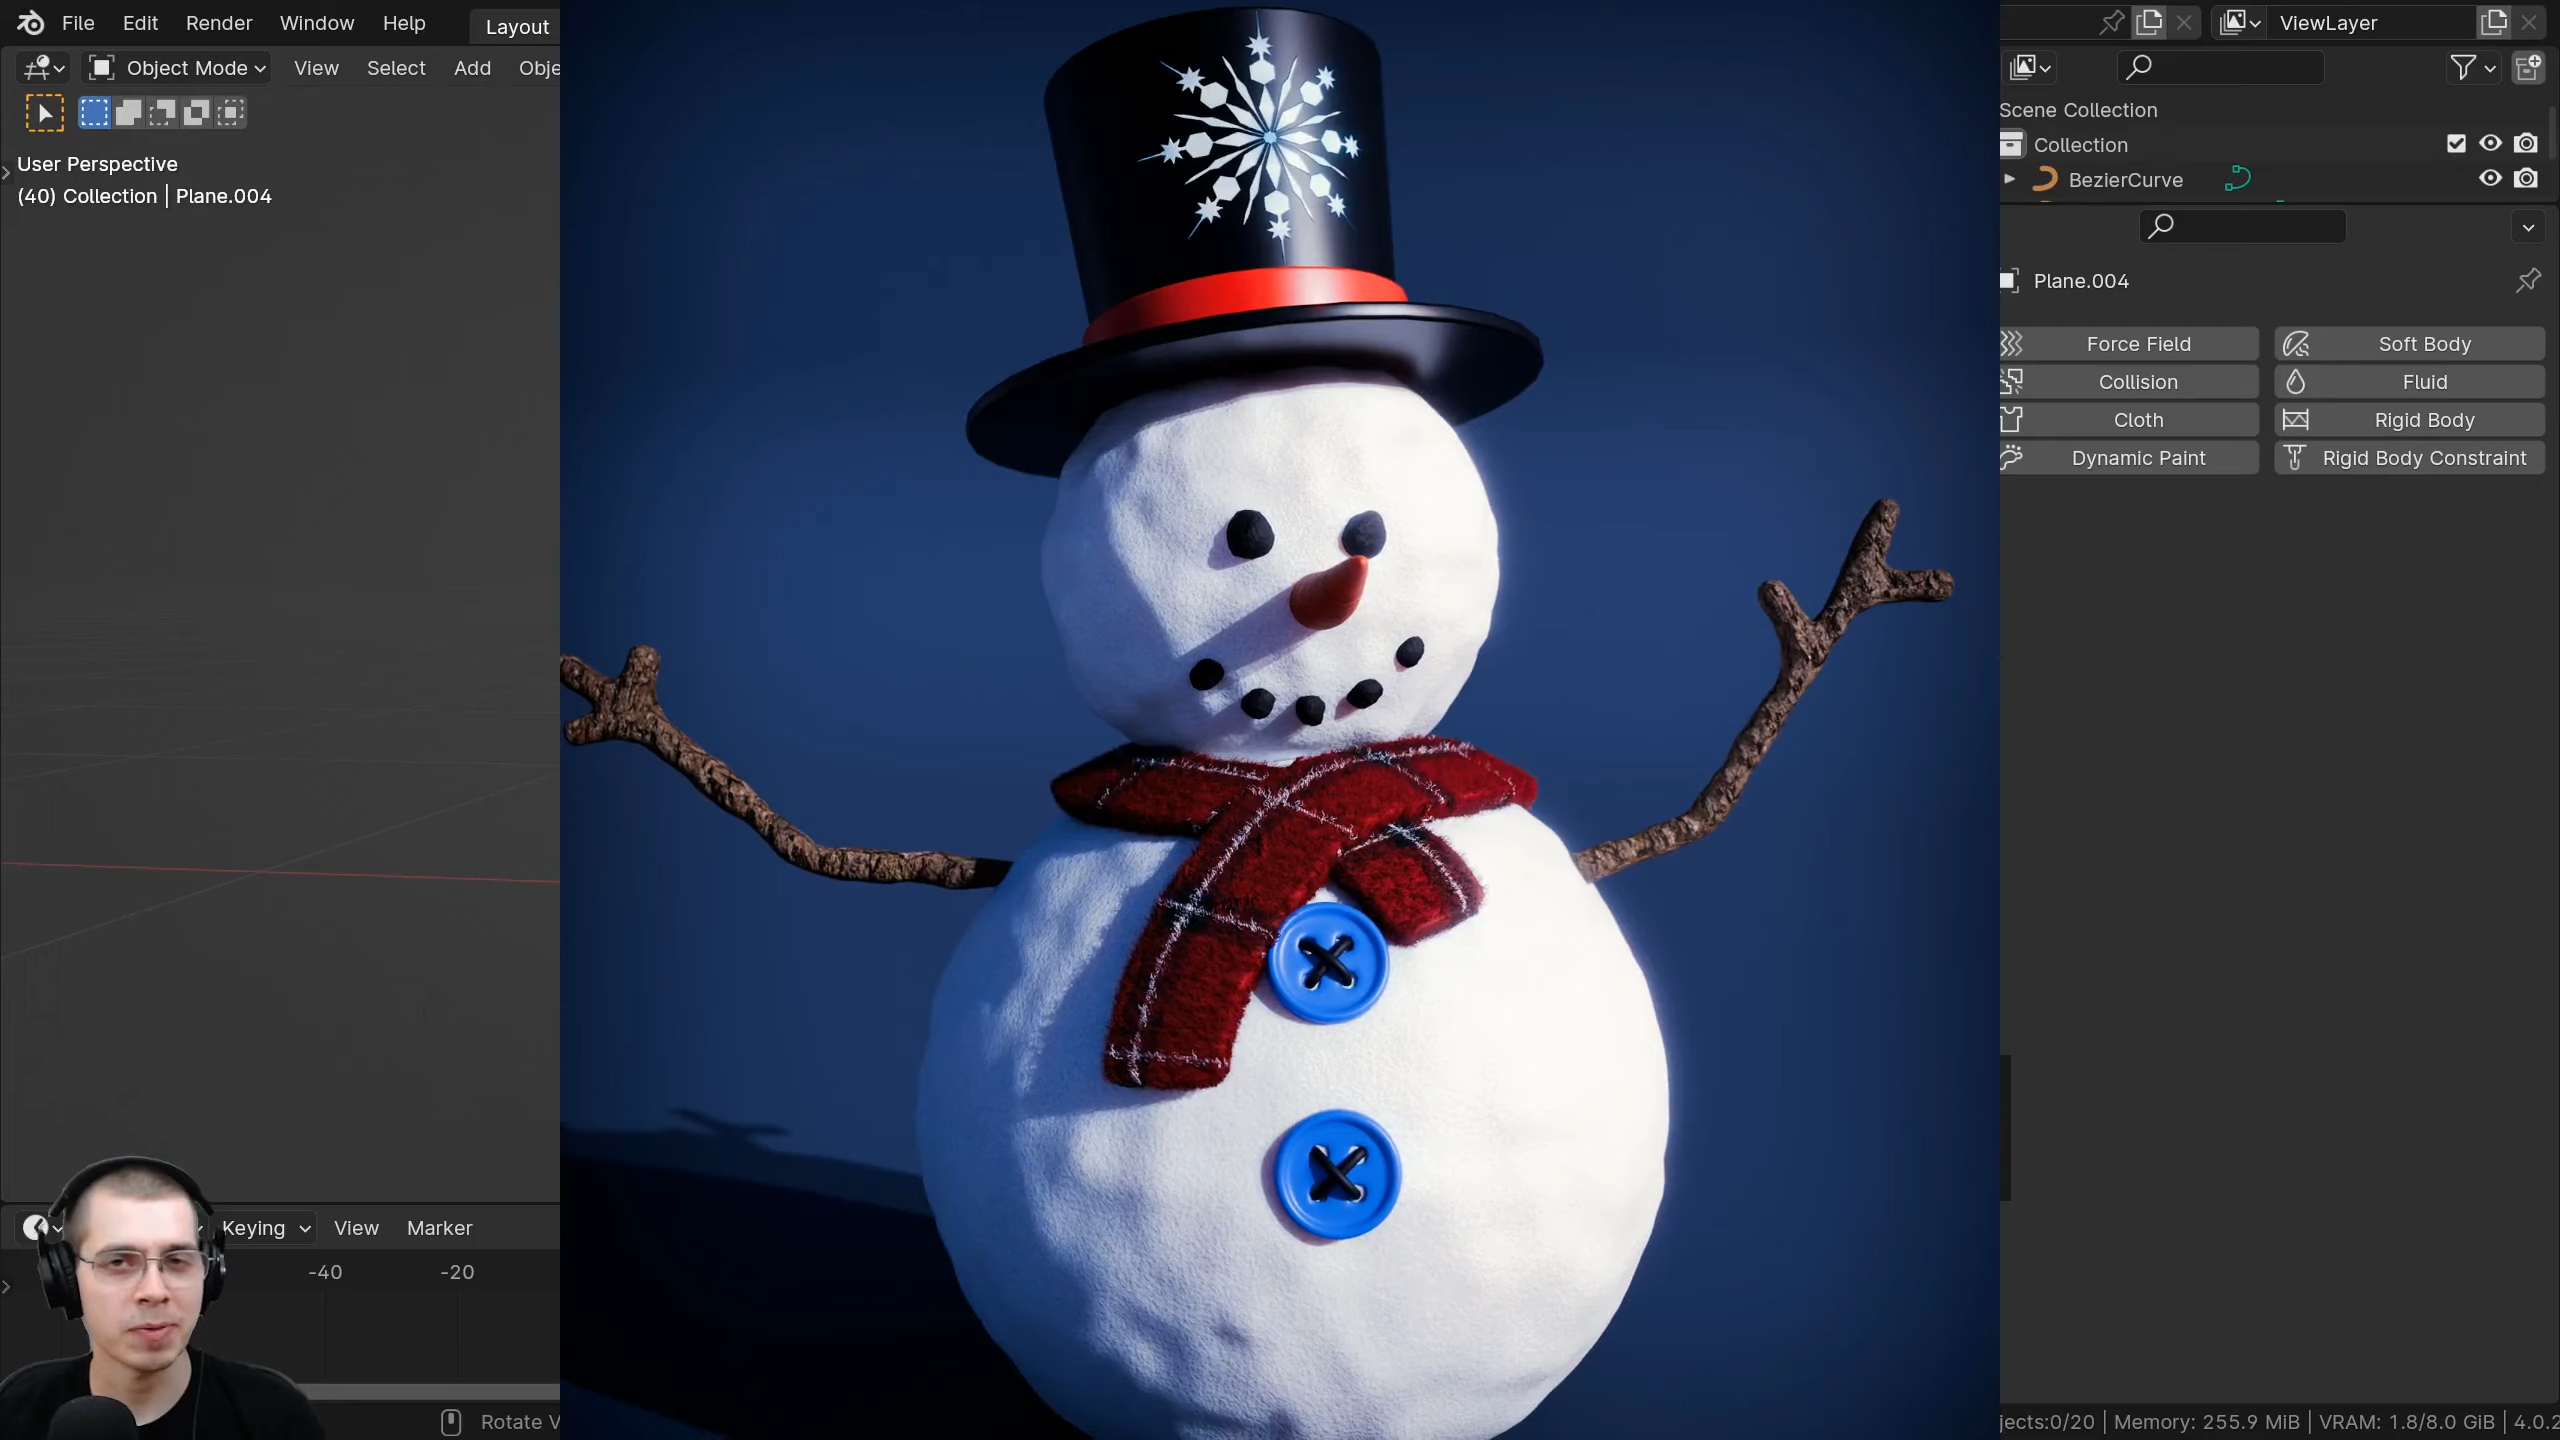 File Edit Render Window Help Layout
ViewLayer
Object Mode View Select Add Obje
User Perspective
(40) Collection | Plane.004
Scene Collection
Collection
BezierCurve
Plane.004
Force Field Soft Body
Collision Fluid
Cloth Rigid Body
Dynamic Paint Rigid Body Constraint
Keying View Marker
-40 -20
Rotate V
jects:0/20 | Memory: 255.9 MiB | VRAM: 1.8/8.0 GiB | 4.0.2